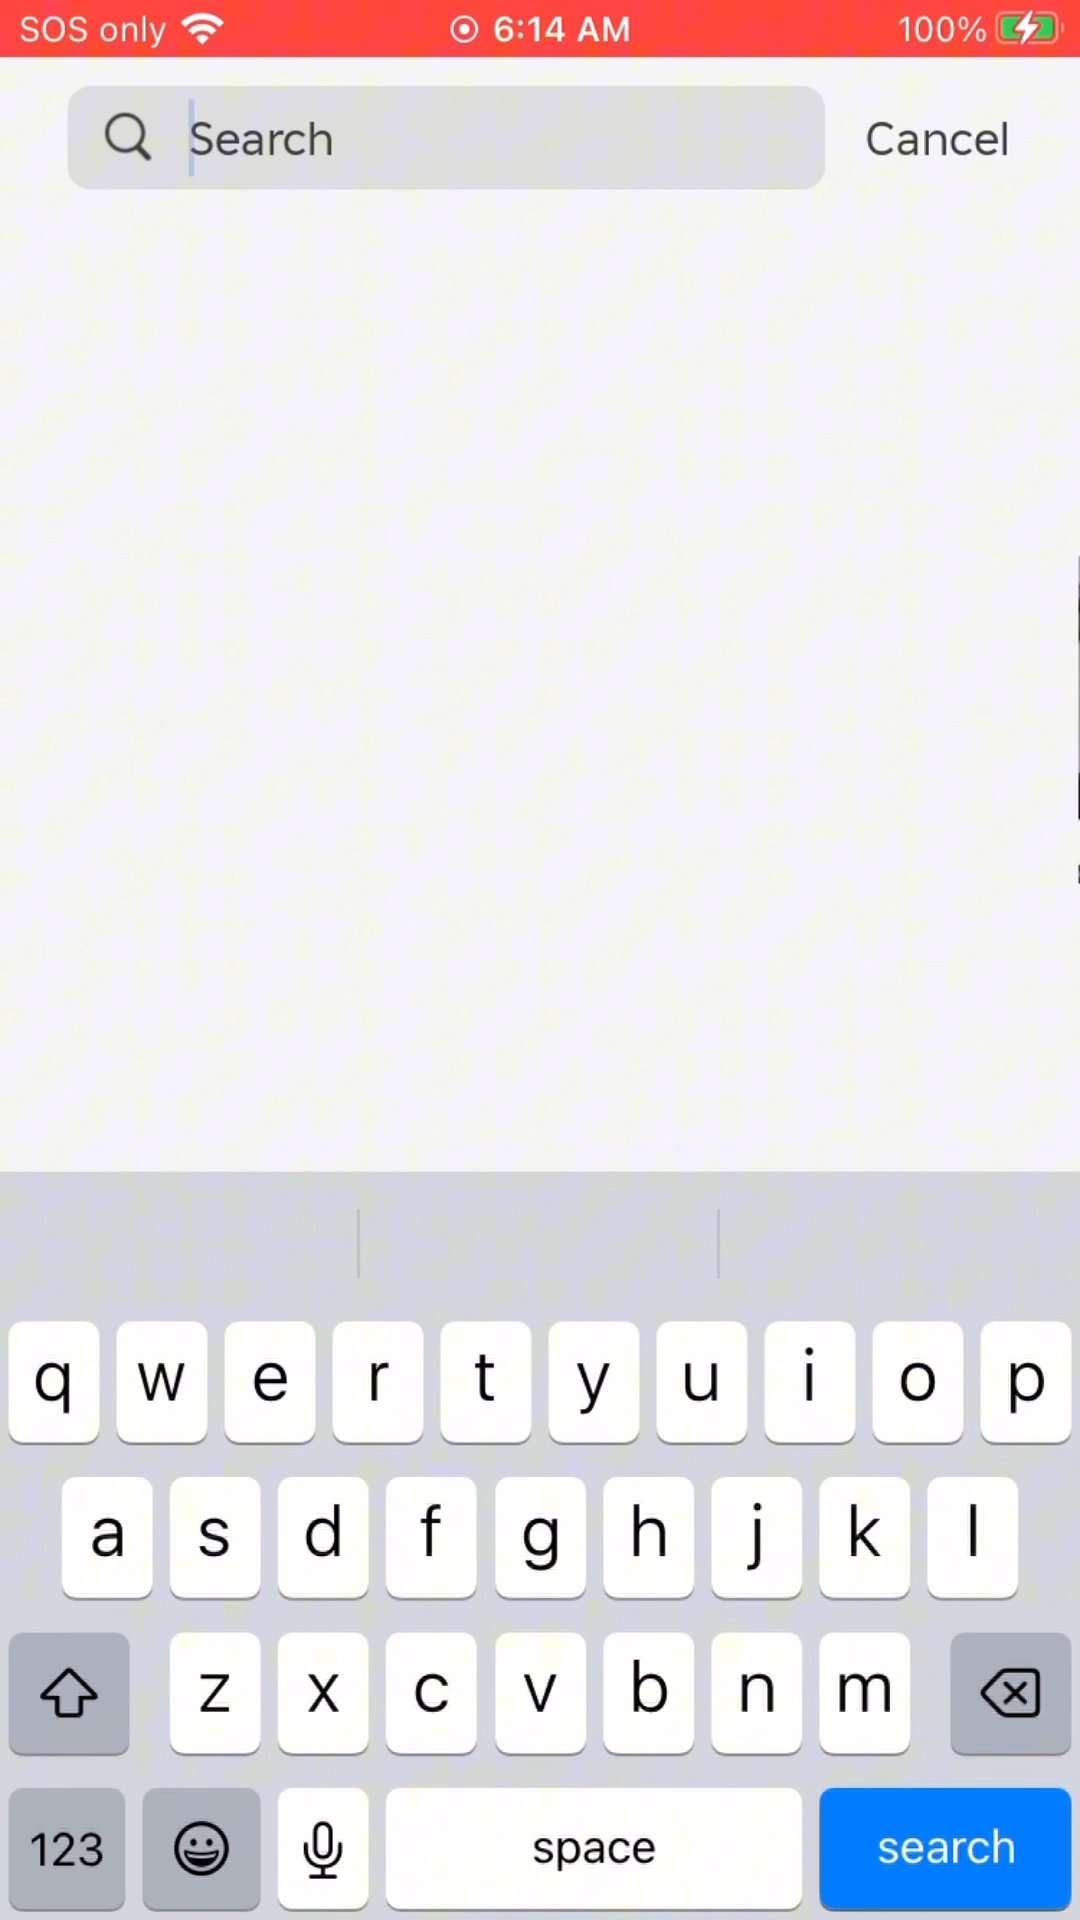 SOS only 6:14 AM 100%
Search Cancel
q w e r t y u i o p
a s d f g h j k l
z x c v b n m
123 space search